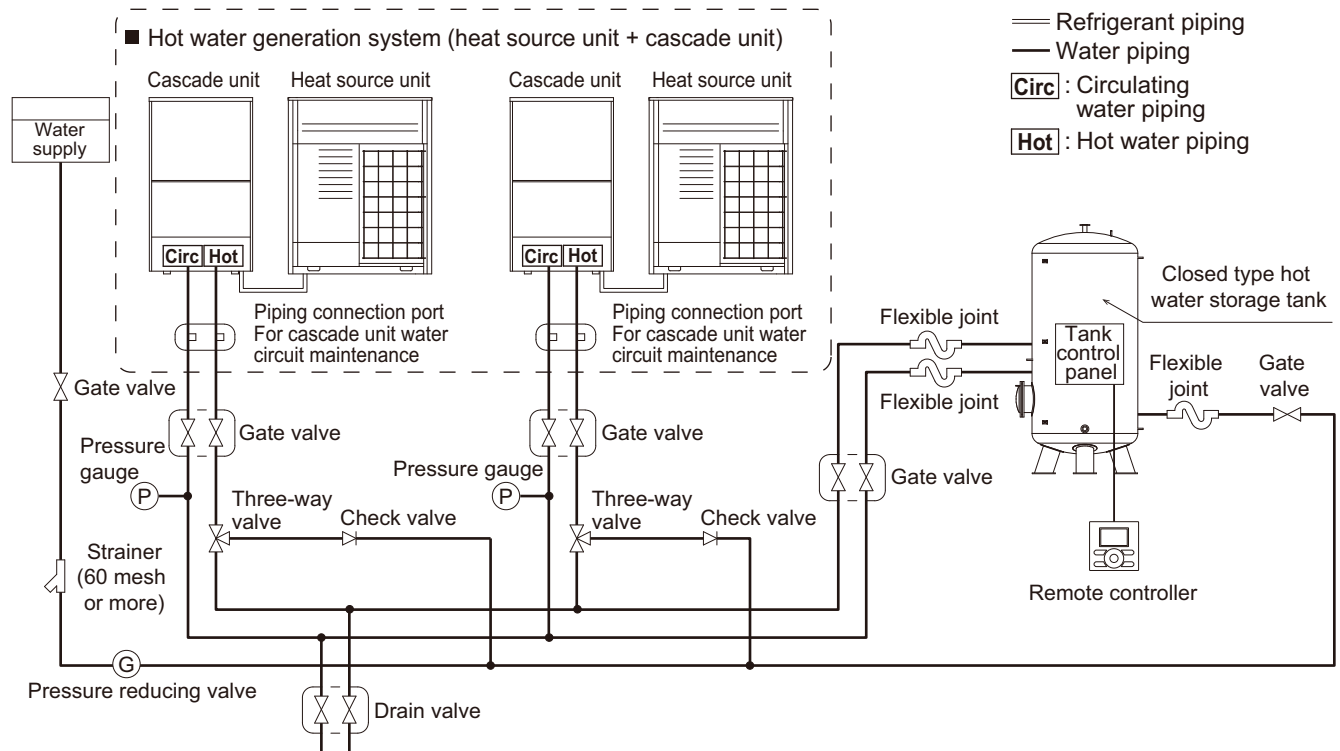 ■ Hot water generation system (heat source unit + cascade unit)
Cascade unit
Heat source unit
Cascade unit
Heat source unit
Refrigerant piping
Water piping
Circ : Circulating
water piping
Hot : Hot water piping
Water
supply
Circ
Hot
Circ
Hot
Piping connection port
For cascade unit water
circuit maintenance
Piping connection port
For cascade unit water
circuit maintenance
Closed type hot
water storage tank
Flexible joint
Flexible joint
Tank
control
panel
Flexible
joint
Gate
valve
Gate valve
Gate valve
Gate valve
Gate valve
Pressure
gauge
P
Pressure gauge
P
Three-way
valve
Check valve
Three-way
valve
Check valve
Strainer
(60 mesh
or more)
Remote controller
G
Pressure reducing valve
Drain valve